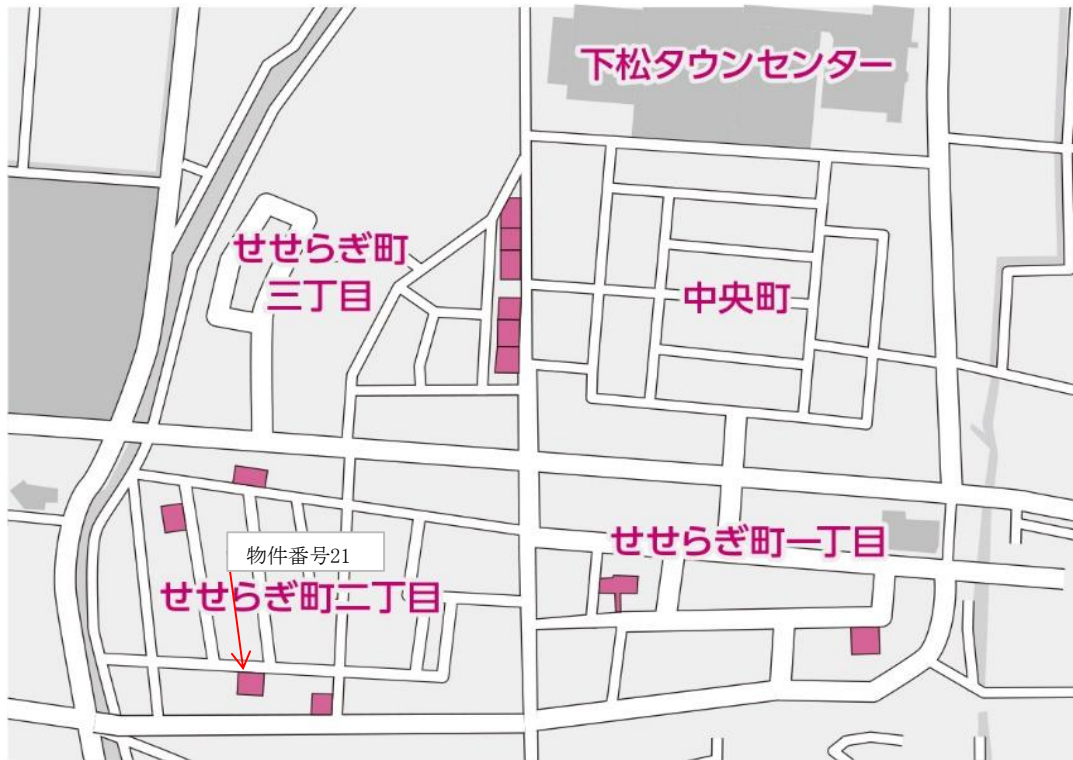 下松タウンセンター
せせらぎ町
三丁目
中央町
せせらぎ町一丁目
物件番号21
せせらぎ町二丁目